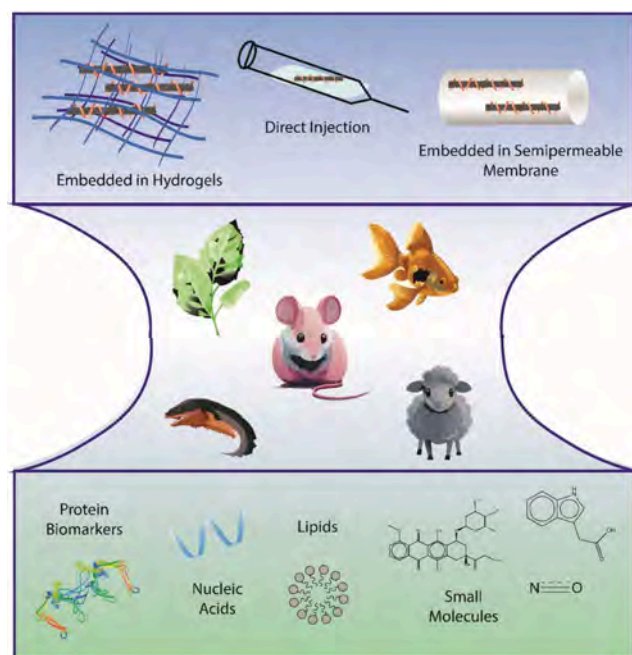 Embedded in Hydrogels
Direct Injection
Embedded in Semipermeable
Membrane
Protein
Biomarkers
Nucleic
Acids
Lipids
Small
Molecules
H
N
OH
O
N
O